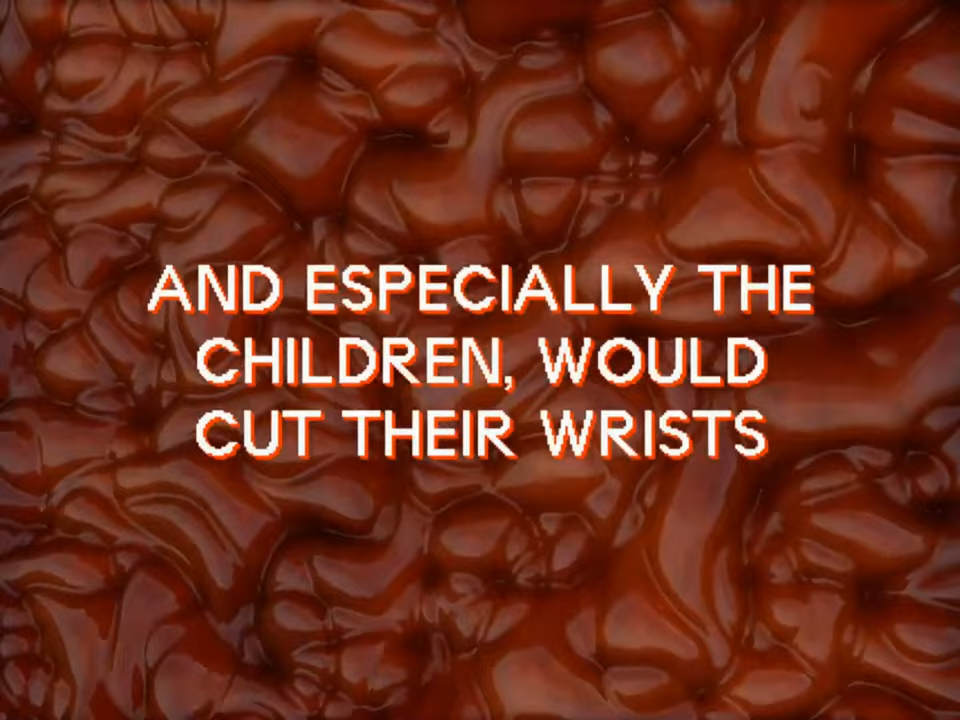 AND ESPECIALLY THE
CHILDREN, WOULD
CUT THEIR WRISTS